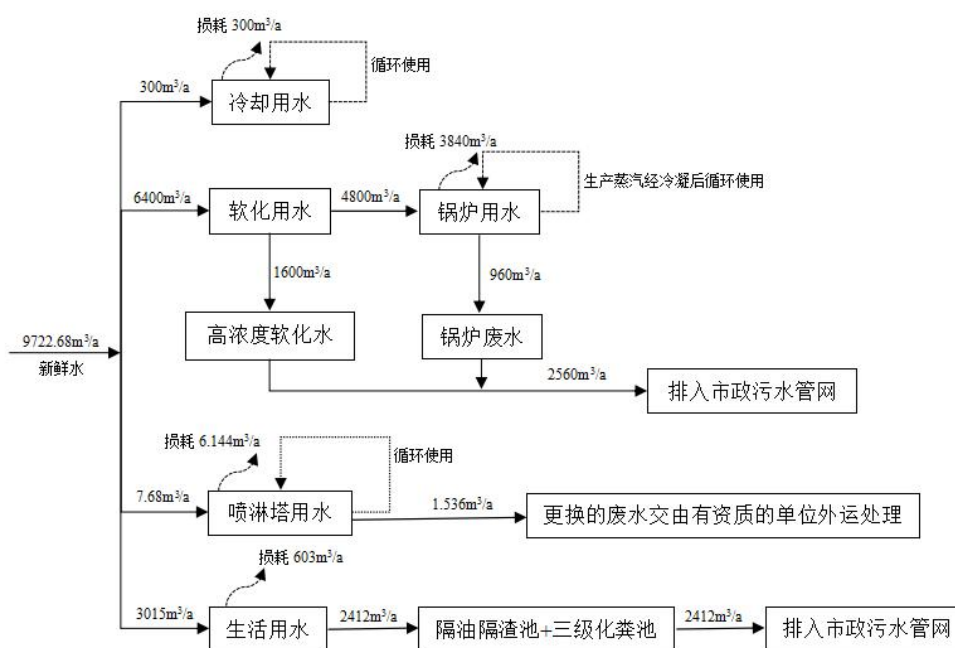 损耗 300m³/a
循环使用
300m³/a
冷却用水
损耗 3840m³/a
生产蒸汽经冷凝后循环使用
6400m³/a
软化用水
4800m³/a
锅炉用水
1600m³/a
960m³/a
高浓度软化水
锅炉废水
9722.68m³/a
新鲜水
2560m³/a
排入市政污水管网
损耗 6.144m³/a
循环使用
7.68m³/a
喷淋塔用水
1.536m³/a
更换的废水交由有资质的单位外运处理
损耗 603m³/a
3015m³/a
生活用水
2412m³/a
隔油隔渣池+三级化粪池
2412m³/a
排入市政污水管网